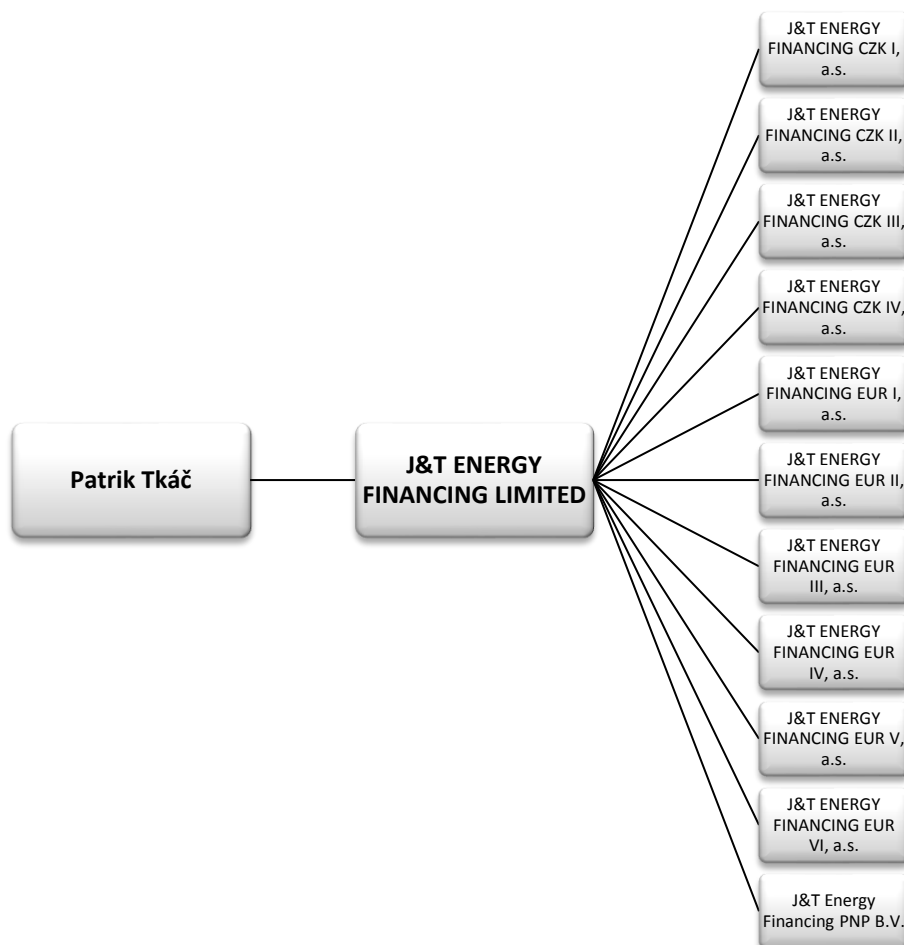 Patrik Tkáč
J&T ENERGY
FINANCING LIMITED
J&T ENERGY
FINANCING CZK I,
a.s.
J&T ENERGY
FINANCING CZK II,
a.s.
J&T ENERGY
FINANCING CZK III,
a.s.
J&T ENERGY
FINANCING CZK IV,
a.s.
J&T ENERGY
FINANCING EUR I,
a.s.
J&T ENERGY
FINANCING EUR II,
a.s.
J&T ENERGY
FINANCING EUR
III, a.s.
J&T ENERGY
FINANCING EUR
IV, a.s.
J&T ENERGY
FINANCING EUR V,
a.s.
J&T ENERGY
FINANCING EUR
VI, a.s.
J&T Energy
Financing PNP B.V.